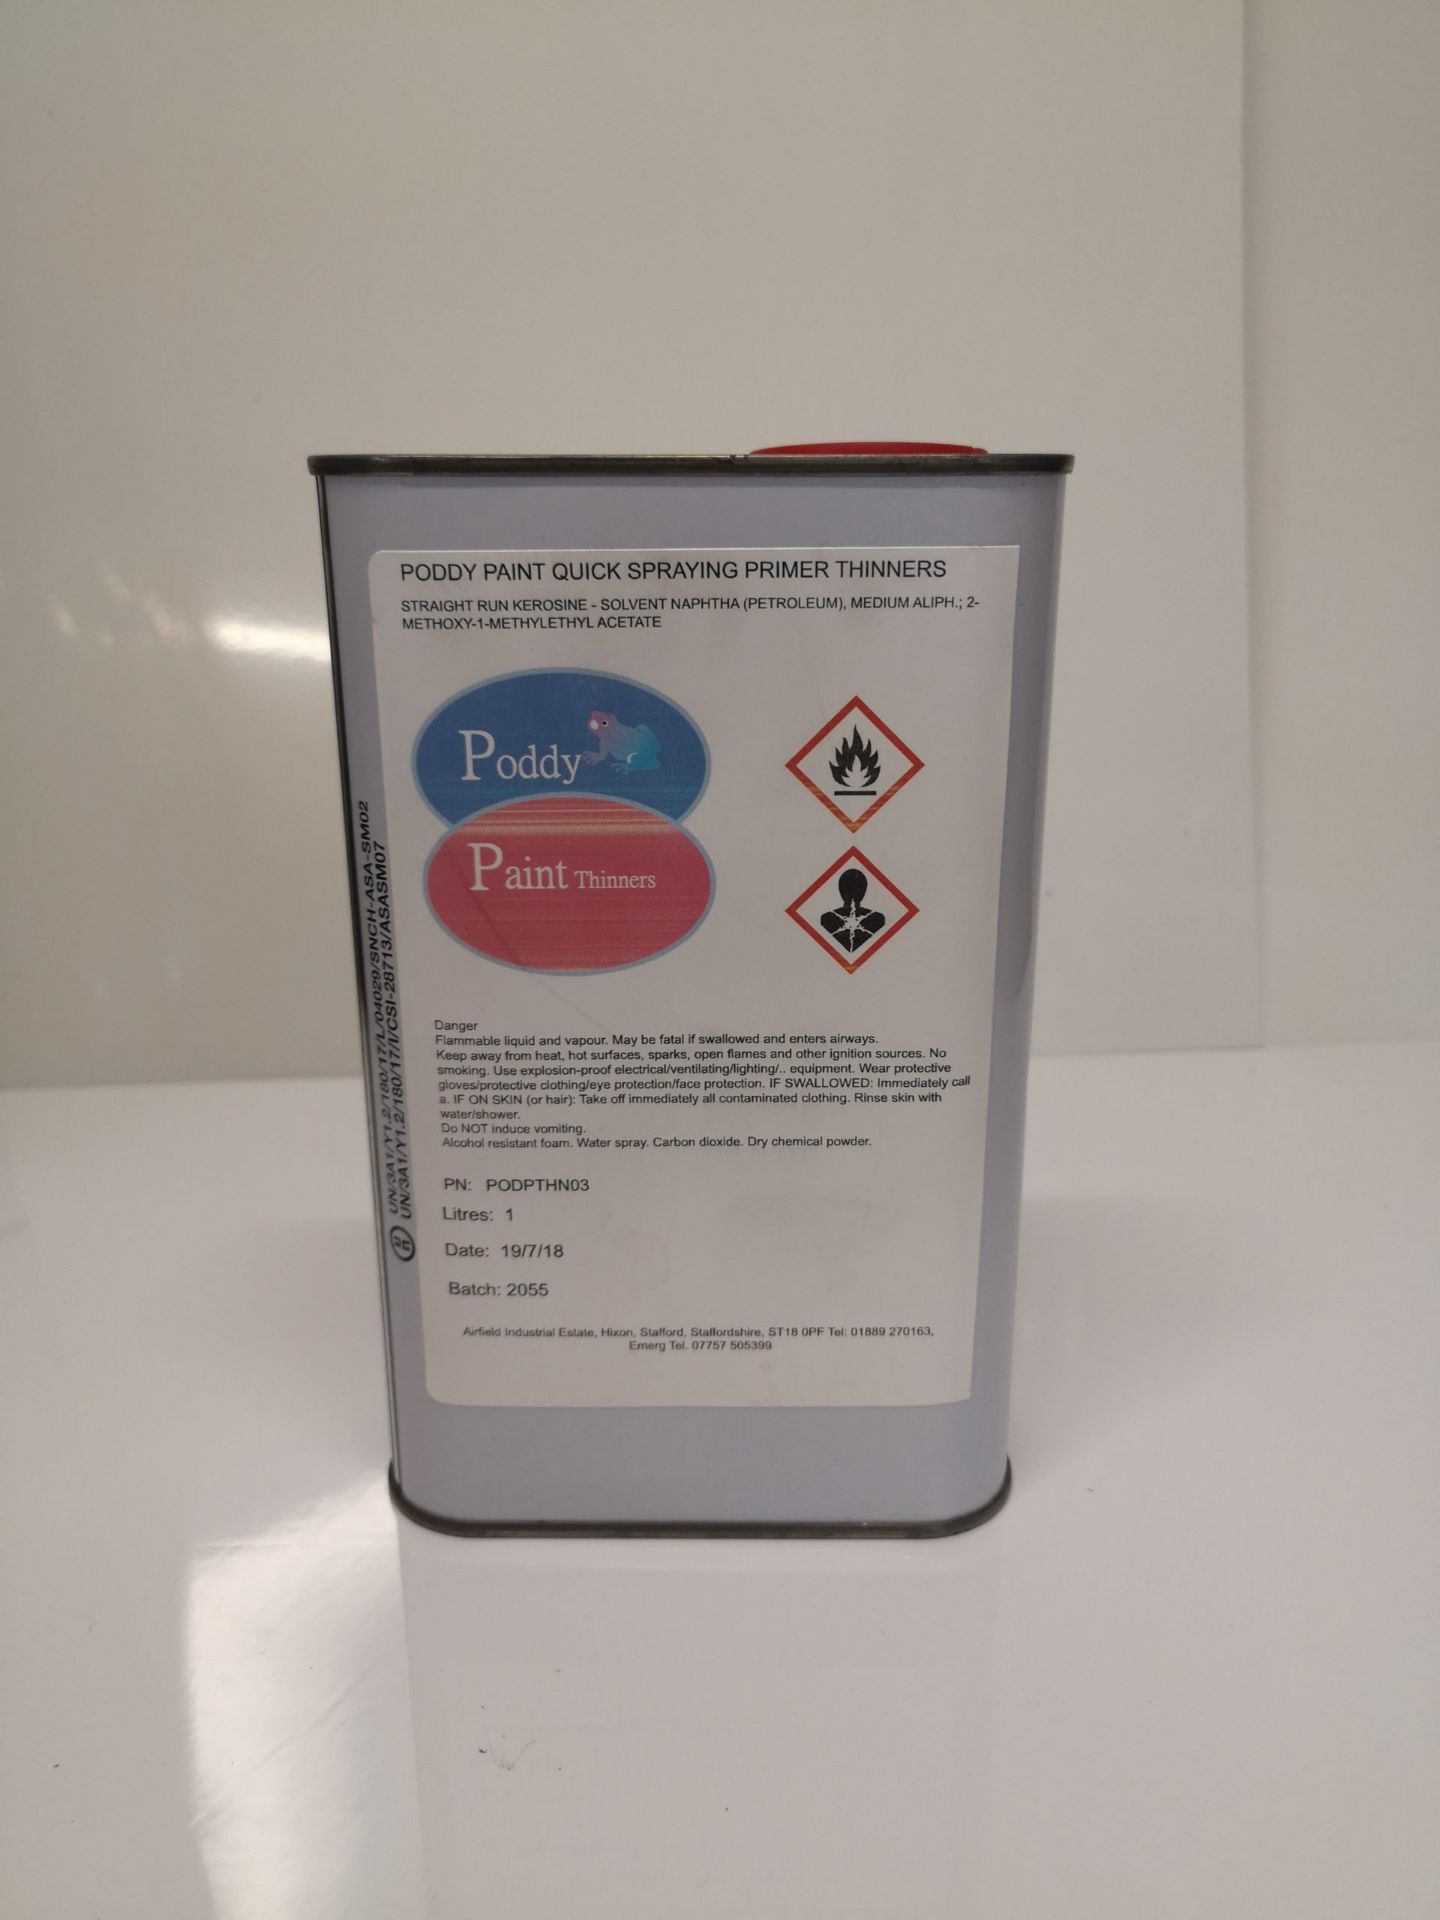 PODDY PAINT QUICK SPRAYING PRIMER THINNERS
STRAIGHT RUN KEROSINE - SOLVENT NAPHTHA (PETROLEUM), MEDIUM ALIPH.; 2-
METHOXY-1-METHYLETHYL ACETATE
Poddy
Paint Thinners
Danger
Flammable liquid and vapour. May be fatal if swallowed and enters airways.
Keep away from heat, hot surfaces, sparks, open flames and other ignition sources. No
smoking. Use explosion-proof electrical/ventilating/lighting/.. equipment. Wear protective
gloves/protective clothing/eye protection/face protection. IF SWALLOWED: Immediately call
a. IF ON SKIN (or hair): Take off immediately all contaminated clothing. Rinse skin with
water/shower.
Do NOT induce vomiting.
Alcohol resistant foam. Water spray. Carbon dioxide. Dry chemical powder.
PN: PODPTHN03
Litres: 1
Date: 19/7/18
Batch: 2055
Airfield Industrial Estate, Hixon, Stafford, Staffordshire, ST18 0PF Tel: 01889 270163,
Emerg Tel. 07757 505399
un
UN/3A1/Y1.2/180/17/L/04029/SNCH-ASA-SM02
UN/3A1/Y1.2/180/17/I/CSI-28713/ASASM07